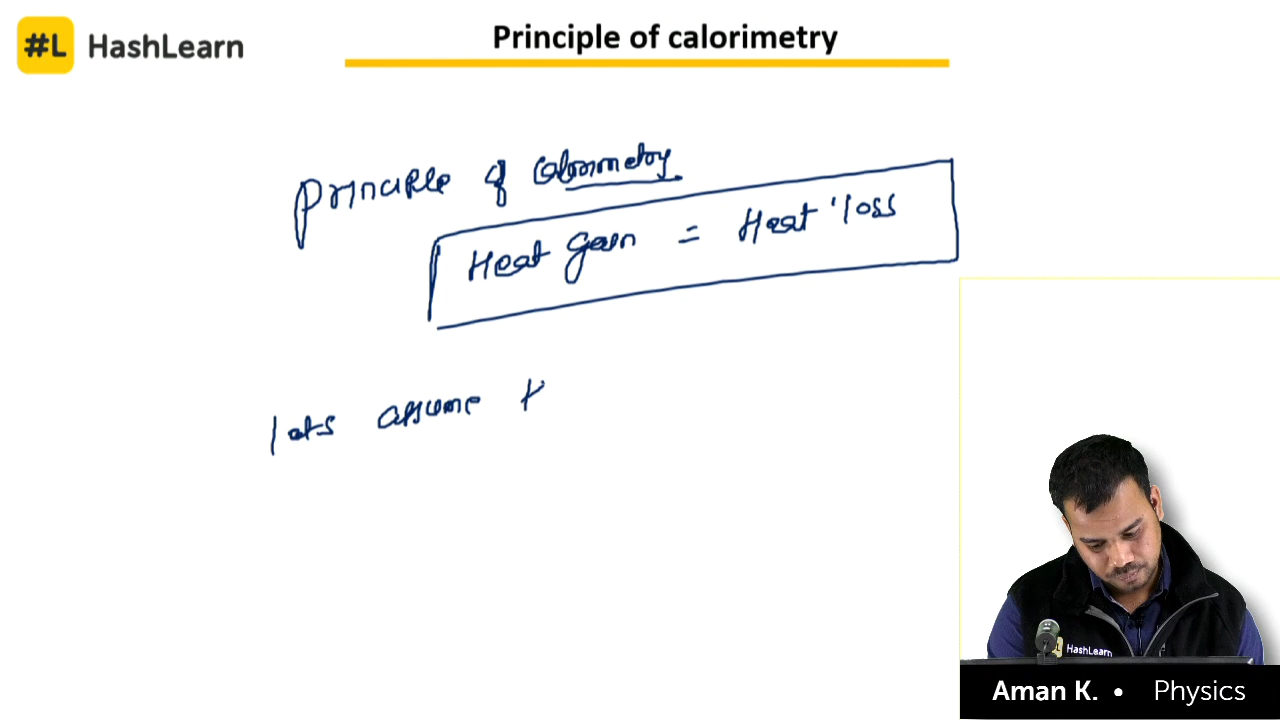 #L HashLearn
Principle of calorimetry
Principle of Calorimetry
Heat gain = Heat loss
lets assume t
HashLearn
Aman K. • Physics